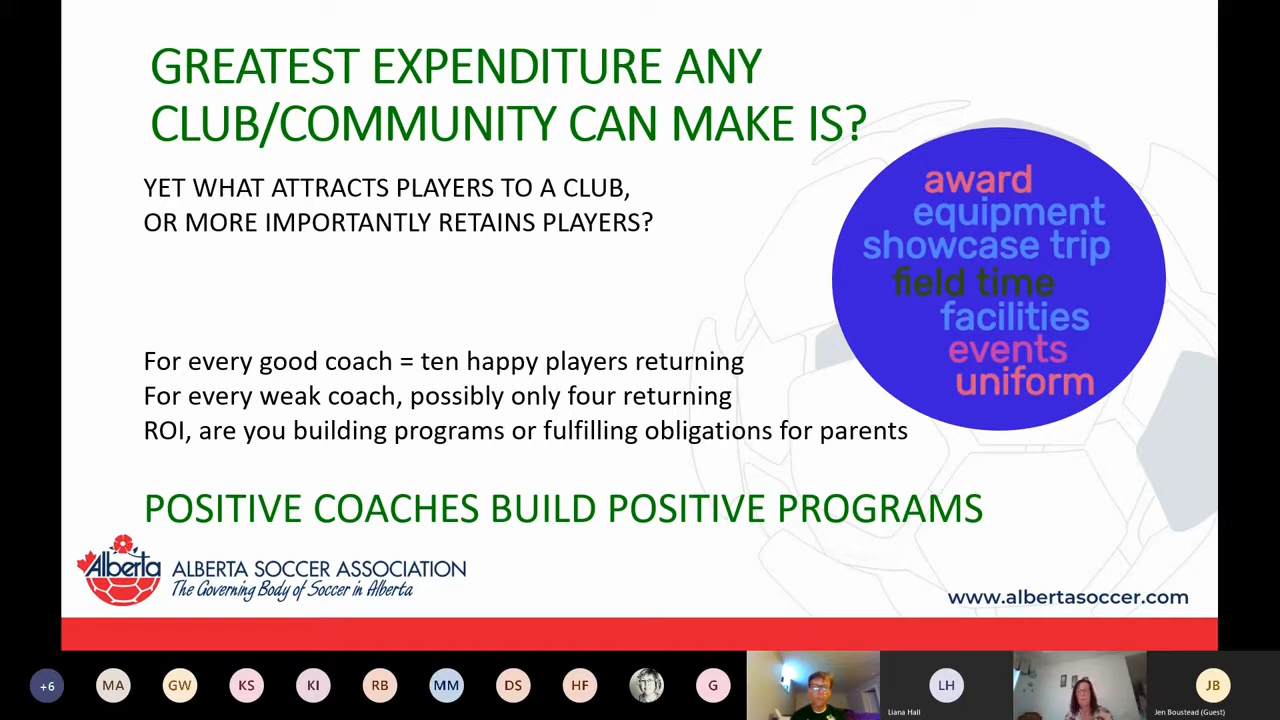 GREATEST EXPENDITURE ANY
CLUB/COMMUNITY CAN MAKE IS?
YET WHAT ATTRACTS PLAYERS TO A CLUB,
OR MORE IMPORTANTLY RETAINS PLAYERS?
award
equipment
showcase trip
field time
facilities
events
uniform
For every good coach = ten happy players returning
For every weak coach, possibly only four returning
ROI, are you building programs or fulfilling obligations for parents
POSITIVE COACHES BUILD POSITIVE PROGRAMS
Alberta
ALBERTA SOCCER ASSOCIATION
The Governing Body of Soccer in Alberta
www.albertasoccer.com
+6
MA
GW
KS
KI
RB
MM
DS
HF
G
LH
Liana Hall
JB
Jen Boustead (Guest)